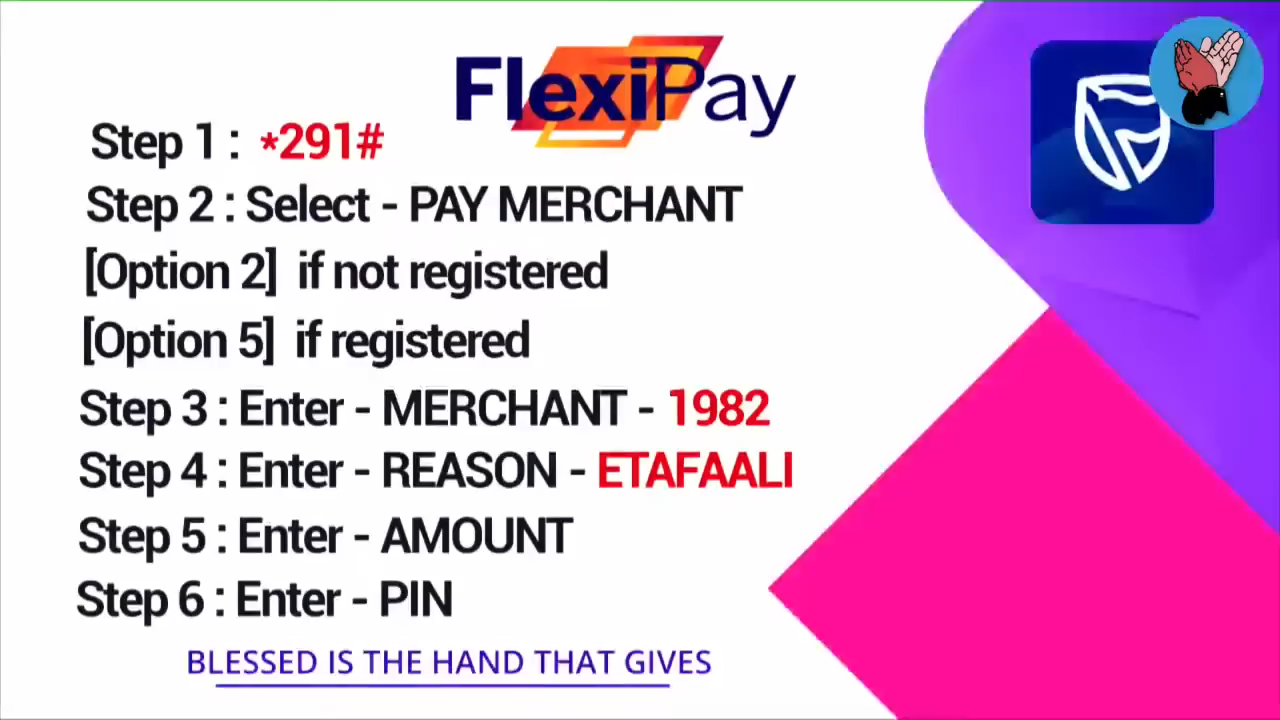 FlexiPay
Step 1 : *291#
Step 2 : Select - PAY MERCHANT
[Option 2] if not registered
[Option 5] if registered
Step 3 : Enter - MERCHANT - 1982
Step 4 : Enter - REASON - ETAFAALI
Step 5 : Enter - AMOUNT
Step 6 : Enter - PIN
BLESSED IS THE HAND THAT GIVES